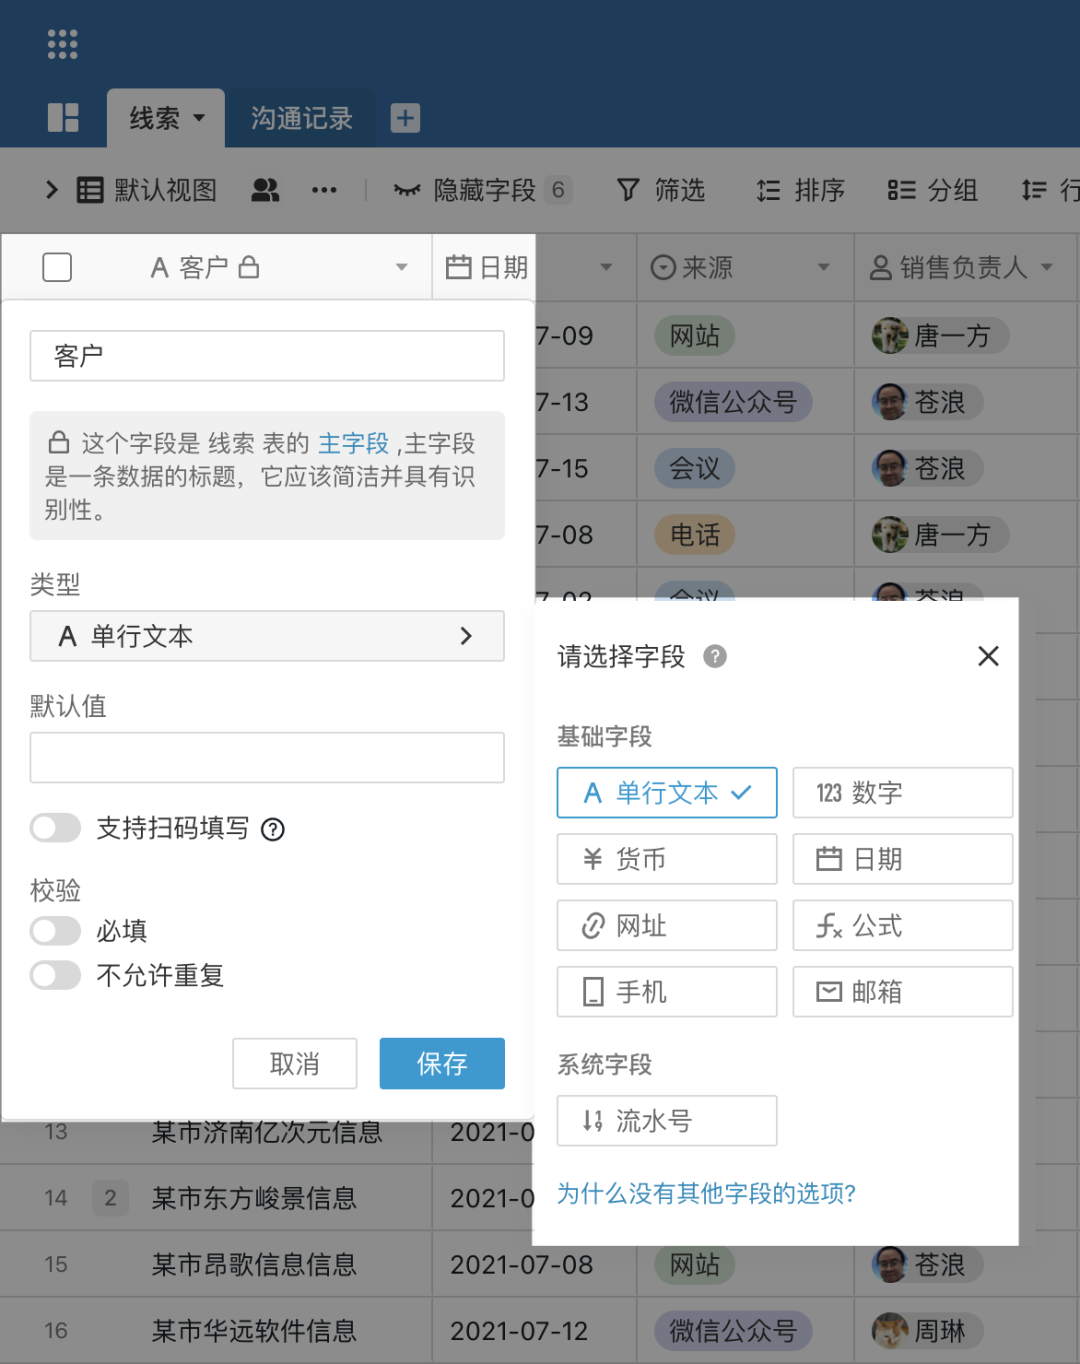 线索
沟通记录
默认视图
隐藏字段 6
筛选
排序
分组
行
A 客户
日期
来源
销售负责人
客户
7-09 网站 唐一方
这个字段是 线索 表的 主字段 ,主字段
是一条数据的标题，它应该简洁并具有识
别性。
7-13 微信公众号 苍浪
7-15 会议 苍浪
7-08 电话 唐一方
类型
A 单行文本
默认值
支持扫码填写 ?
校验
必填
不允许重复
取消
保存
请选择字段 ?
基础字段
A 单行文本
123 数字
¥ 货币
日期
网址
fx 公式
手机
邮箱
系统字段
流水号
为什么没有其他字段的选项?
13 某市济南亿次元信息 2021-0
14 2 某市东方峻景信息 2021-0
15 某市昂歌信息信息 2021-07-08 网站 苍浪
16 某市华远软件信息 2021-07-12 微信公众号 周琳